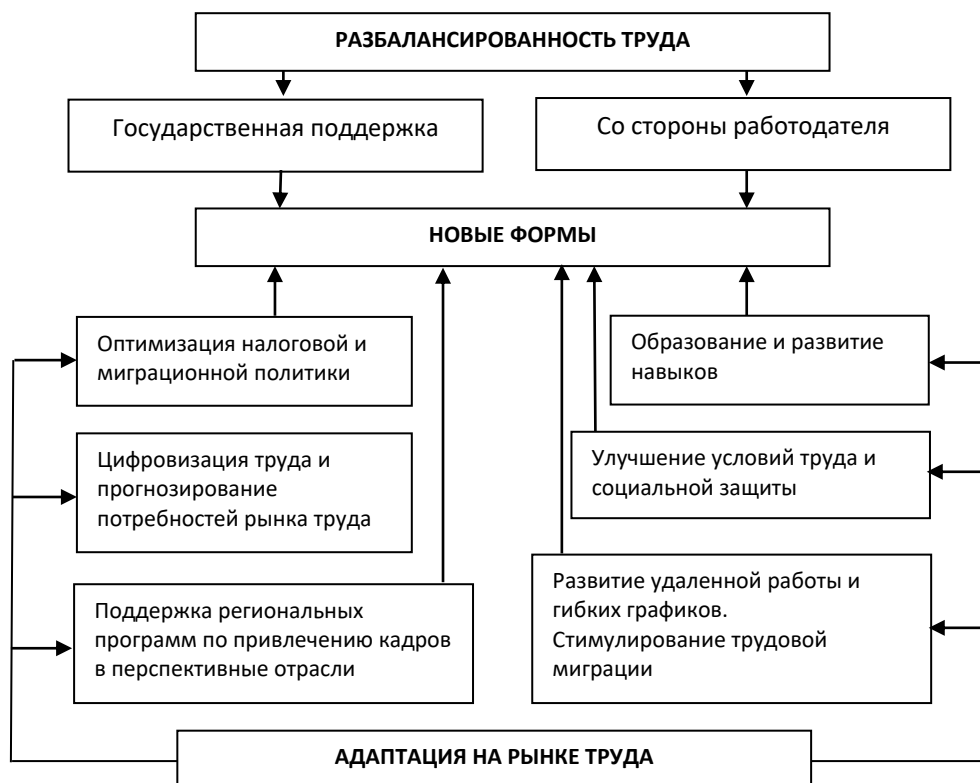 РАЗБАЛАНСИРОВАННОСТЬ ТРУДА
Государственная поддержка
Со стороны работодателя
НОВЫЕ ФОРМЫ
Оптимизация налоговой и
миграционной политики
Образование и развитие
навыков
Цифровизация труда и
прогнозирование
потребностей рынка труда
Улучшение условий труда и
социальной защиты
Поддержка региональных
программ по привлечению кадров
в перспективные отрасли
Развитие удаленной работы и
гибких графиков.
Стимулирование трудовой
миграции
АДАПТАЦИЯ НА РЫНКЕ ТРУДА